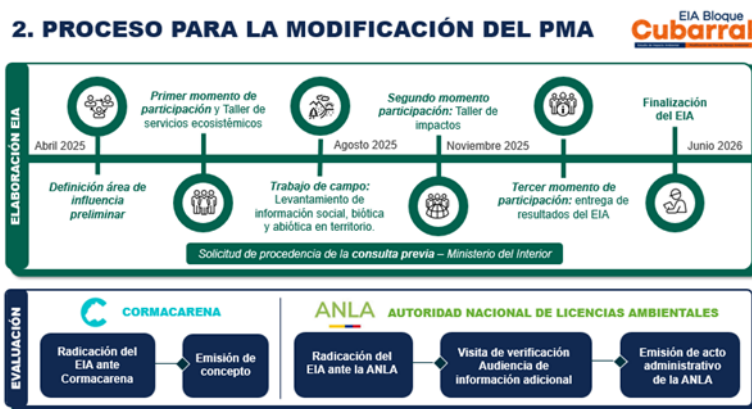 2. PROCESO PARA LA MODIFICACIÓN DEL PMA
EIA Bloque
Cubarral
ELABORACIÓN EIA
Primer momento de
participación y Taller de
servicios ecosistémicos
Segundo momento
participación: Taller de
impactos
Finalización
del EIA
Abril 2025
Agosto 2025
Noviembre 2025
Junio 2026
Definición área de
influencia
preliminar
Trabajo de campo:
Levantamiento de
información social, biótica
y abiótica en territorio.
Tercer momento de
participación: entrega de
resultados del EIA
Solicitud de procedencia de la consulta previa – Ministerio del Interior
EVALUACIÓN
CORMACARENA
ANLA AUTORIDAD NACIONAL DE LICENCIAS AMBIENTALES
Radicación del
EIA ante
Cormacarena
Emisión de
concepto
Radicación del
EIA ante la ANLA
Visita de verificación
Audiencia de
información adicional
Emisión de acto
administrativo
de la ANLA